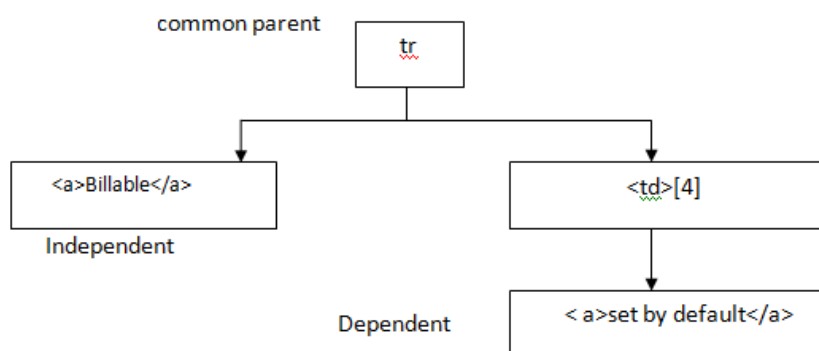 common parent
tr
<a>Billable</a>
<td>[4]
Independent
< a>set by default</a>
Dependent